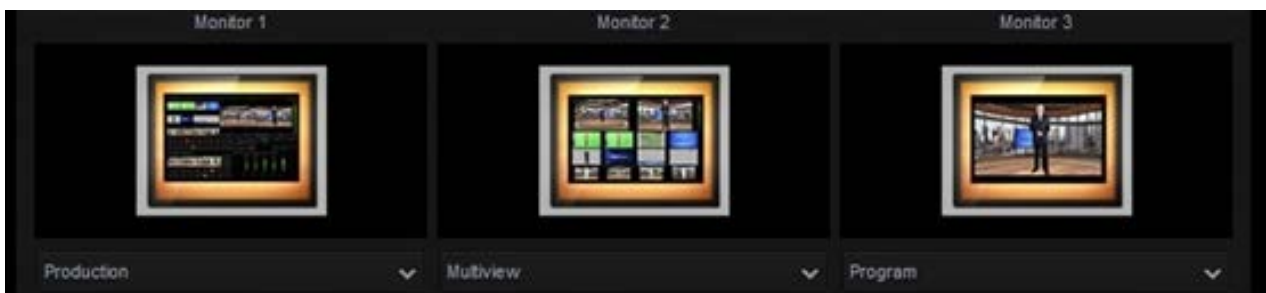 Monitor 1
Monitor 2
Monitor 3
Production
Multiview
Program